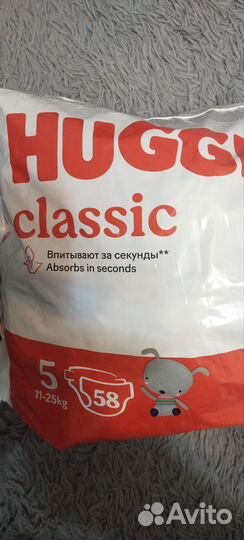 HUGGI
classic
Впитывают за секунды**
Absorbs in seconds
5
58
11-25kg
Avito